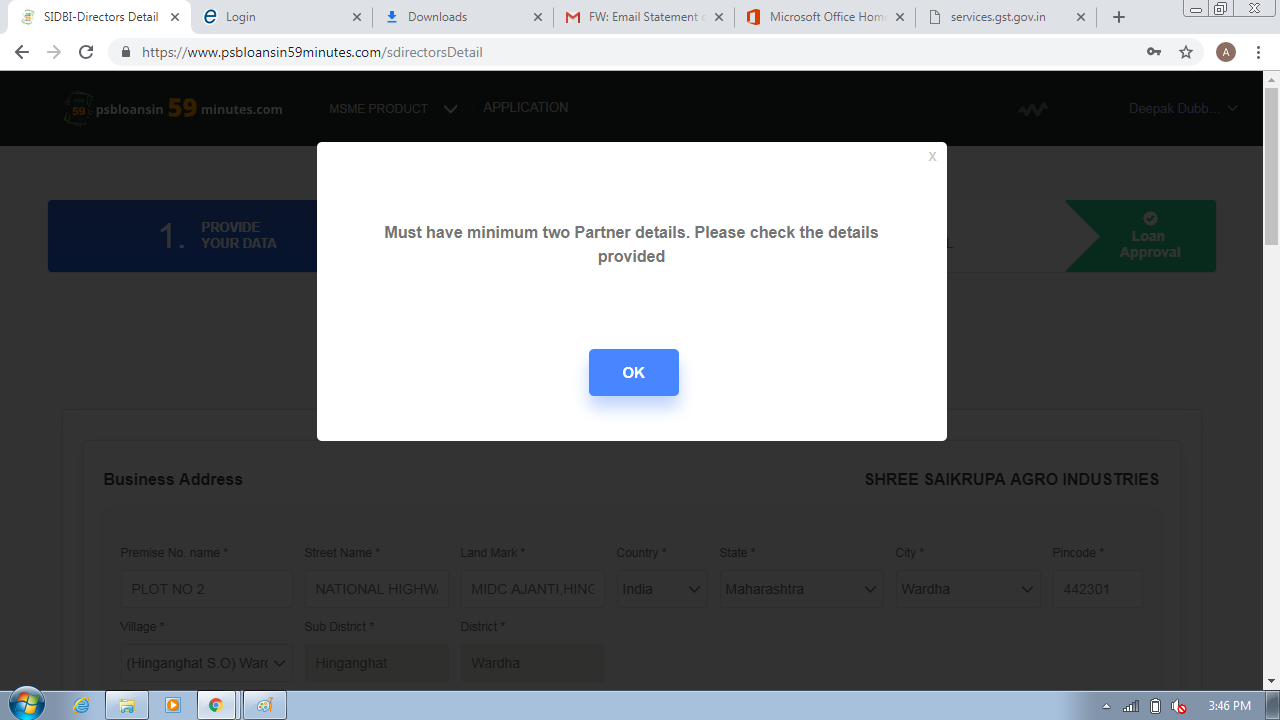 SIDBI-Directors Detail
Login
Downloads
FW: Email Statement
Microsoft Office Hom
services.gst.gov.in
https://www.psbloansin59minutes.com/sdirectorsDetail
A
59 psbloansin 59 minutes.com
MSME PRODUCT
APPLICATION
Deepak Dubb...
X
1. PROVIDE
YOUR DATA
Must have minimum two Partner details. Please check the details
provided
Loan
Approval
OK
Business Address
SHREE SAIKRUPA AGRO INDUSTRIES
Premise No. name * Street Name * Land Mark * Country * State * City * Pincode *
PLOT NO 2 NATIONAL HIGHWA MIDC AJANTI,HING India Maharashtra Wardha 442301
Village * Sub District * District *
(Hinganghat S.O) Ward Hinganghat Wardha
3:46 PM